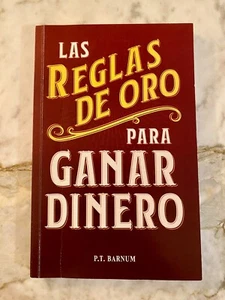 LAS
REGLAS
DE ORO
PARA
GANAR
DINERO
P.T. BARNUM